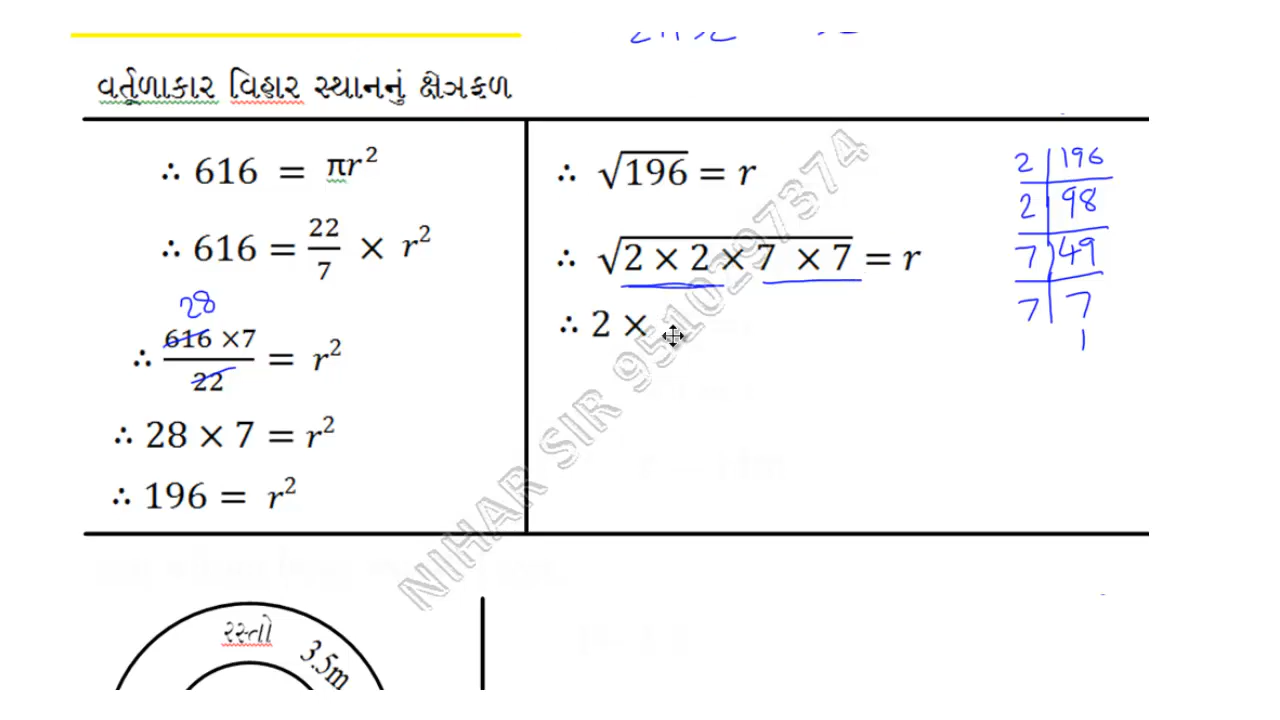 વર્તુળાકાર વિહાર સ્થાનનું ક્ષેત્રફળ
∴ 616 = πr²
∴ 616 = 22/7 × r²
28
∴ 616 ×7 / 22 = r²
∴ 28 × 7 = r²
∴ 196 = r²
∴ √196 = r
∴ √2 × 2 × 7 × 7 = r
∴ 2 ×
2 | 196
2 | 98
7 | 49
7 | 7
1
NIHAR SIR 9510297374
રસ્તો
3.5m